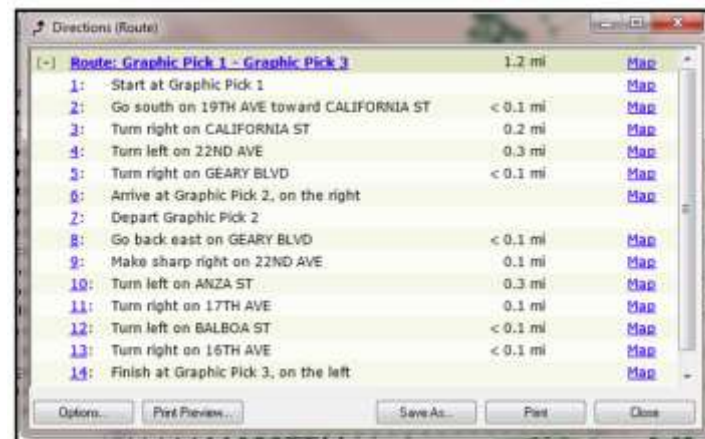 Directions (Route)
[-] Route: Graphic Pick 1 - Graphic Pick 3 1.2 mi Map
1: Start at Graphic Pick 1 Map
2: Go south on 19TH AVE toward CALIFORNIA ST < 0.1 mi Map
3: Turn right on CALIFORNIA ST 0.2 mi Map
4: Turn left on 22ND AVE 0.3 mi Map
5: Turn right on GEARY BLVD < 0.1 mi Map
6: Arrive at Graphic Pick 2, on the right Map
7: Depart Graphic Pick 2
8: Go back east on GEARY BLVD < 0.1 mi Map
9: Make sharp right on 22ND AVE 0.1 mi Map
10: Turn left on ANZA ST 0.3 mi Map
11: Turn right on 17TH AVE 0.1 mi Map
12: Turn left on BALBOA ST < 0.1 mi Map
13: Turn right on 16TH AVE < 0.1 mi Map
14: Finish at Graphic Pick 3, on the left Map
Options... Print Preview... Save As... Print Close